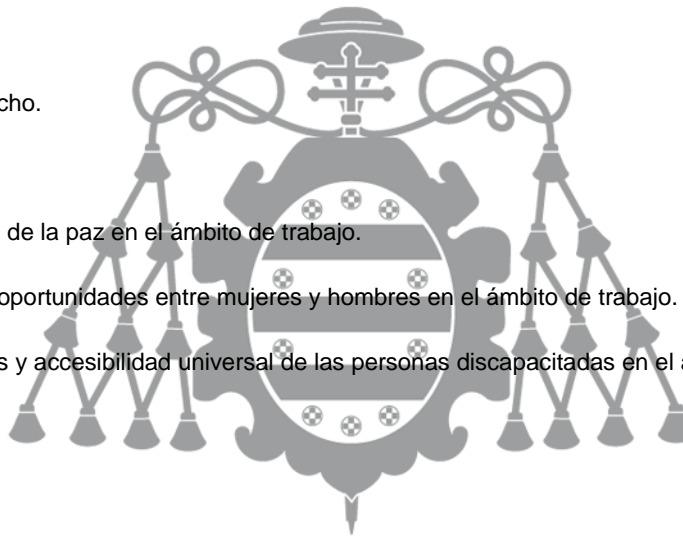 cho.
de la paz en el ámbito de trabajo.
oportunidades entre mujeres y hombres en el ámbito de trabajo.
s y accesibilidad universal de las personas discapacitadas en el a